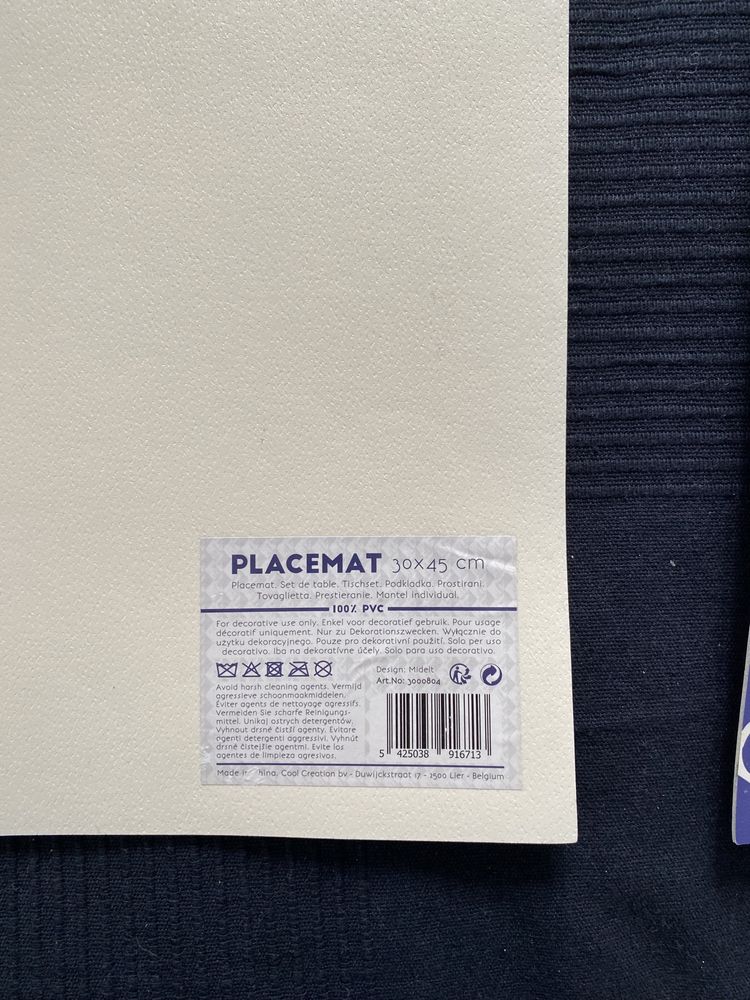 PLACEMAT 30x45 cm
Placemat. Set de table. Tischset. Podkładka. Prostírání.
Tovaglietta. Prestieranie. Mantel individual.
100% PVC
For decorative use only. Enkel voor decoratief gebruik. Pour usage
décoratif uniquement. Nur zu Dekorationszwecken. Wyłącznie do
użytku dekoracyjnego. Pouze pro dekorativní použití. Solo per uso
decorativo. Iba na dekoratívne účely. Solo para uso decorativo.
Design: Midelt
Art.No: 3000804
Avoid harsh cleaning agents. Vermijd
agressieve schoonmaakmiddelen.
Éviter agents de nettoyage agressifs.
Vermeiden Sie scharfe Reinigungs-
mittel. Unikaj ostrych detergentów.
Vyhnout drsné čistší agenty. Evitare
agenti detergenti aggressivi. Vyhnúť
drsné čistejšie agentmi. Evite los
agentes de limpieza agresivos.
5 425038 916713
Made in China, Cool Creation bv - Duwijckstraat 17 - 2500 Lier - Belgium